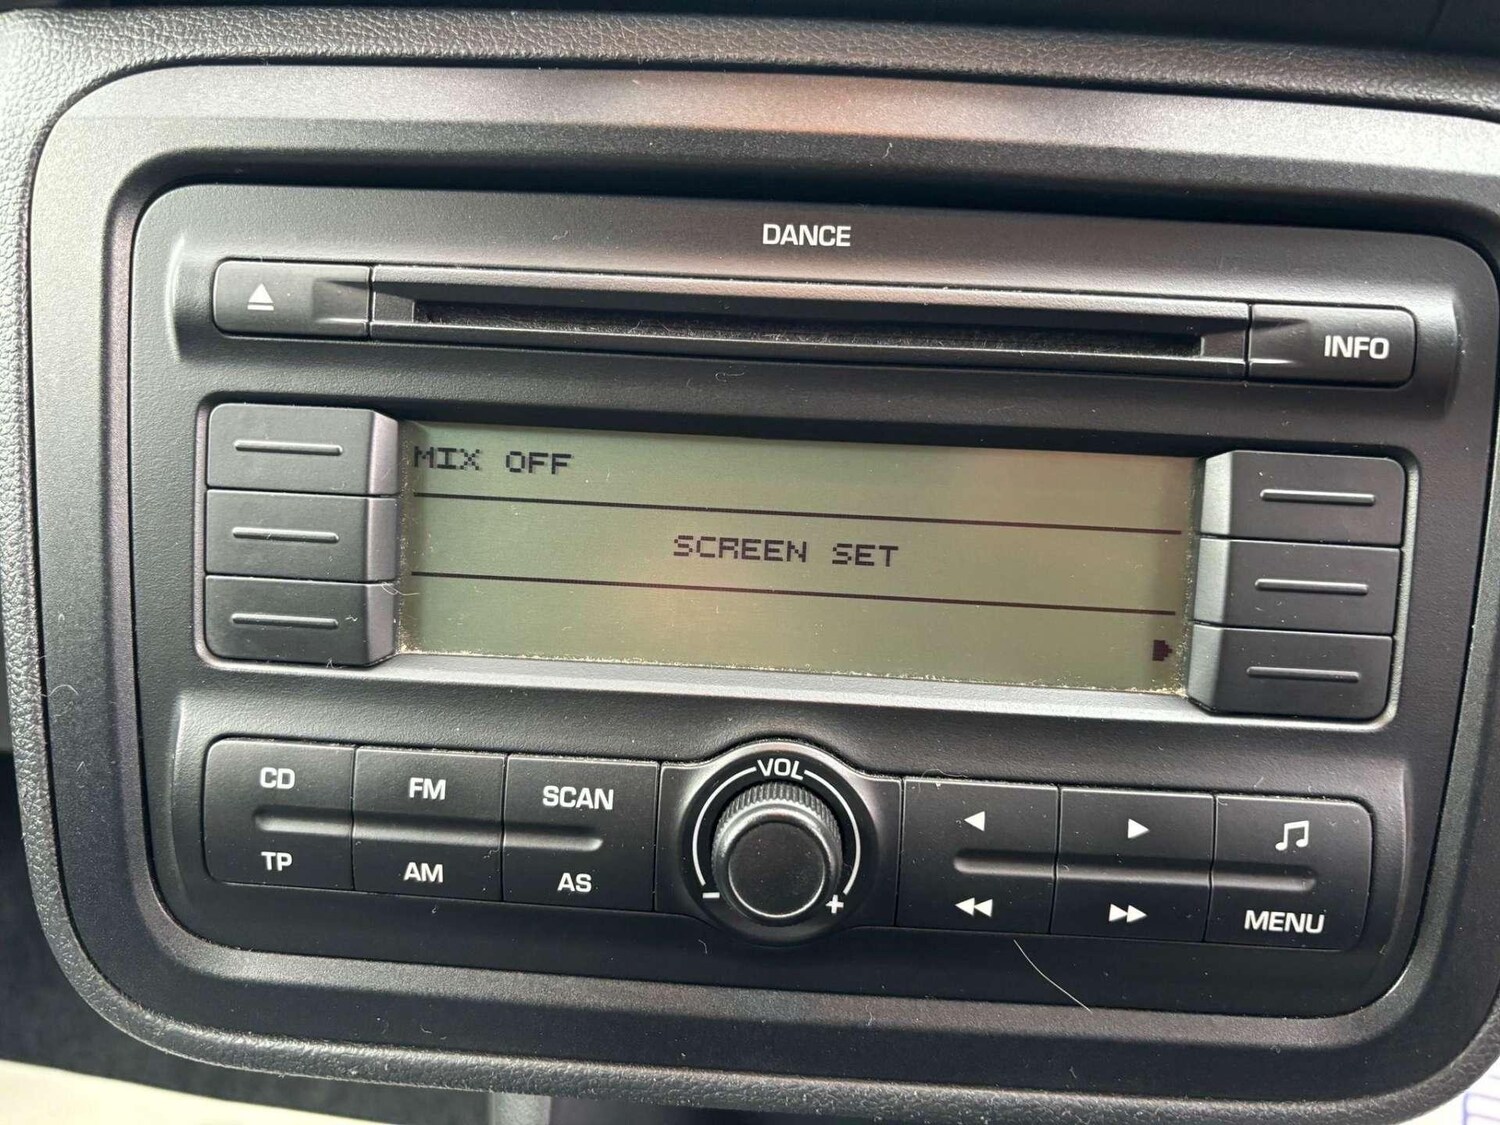 DANCE
INFO
MIX OFF
SCREEN SET
CD
FM
SCAN
VOL
TP
AM
AS
- +
MENU